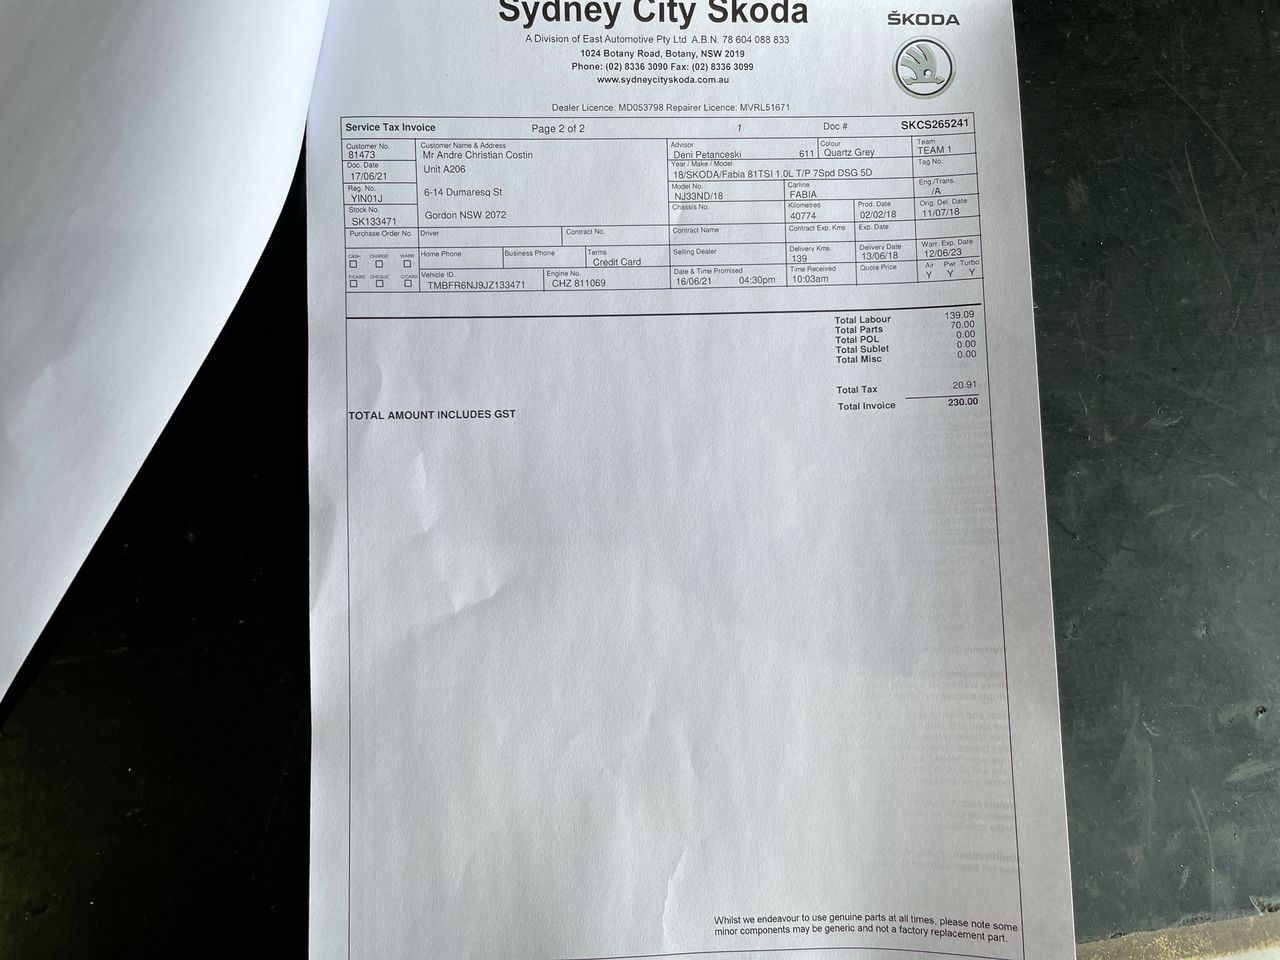 Sydney City Skoda
ŠKODA
A Division of East Automotive Pty Ltd A.B.N. 78 604 088 833
1024 Botany Road, Botany, NSW 2019
Phone: (02) 8336 3090 Fax: (02) 8336 3099
www.sydneycityskoda.com.au
Dealer Licence: MD053798 Repairer Licence: MVRL51671
Service Tax Invoice Page 2 of 2 1 Doc # SKCS265241
Customer No. Customer Name & Address Advisor Colour Team
81473 Mr Andre Christian Costin Deni Petanceski 611 Quartz Grey TEAM 1
Doc. Date Unit A206 Year / Make / Model Tag No.
17/06/21 18/SKODA/Fabia 81TSI 1.0L T/P 7Spd DSG 5D
Reg. No. 6-14 Dumaresq St Model No. Carline Eng./Trans.
YIN01J NJ33ND/18 FABIA /A
Stock No. Gordon NSW 2072 Chassis No. Kilometres Prod. Date Orig. Del. Date
SK133471 40774 02/02/18 11/07/18
Purchase Order No. Driver Contract No. Contract Name Contract Exp. Kms Exp. Date
CASH CHARGE WARR Home Phone Business Phone Terms Selling Dealer Delivery Kms. Delivery Date Warr. Exp. Date
Credit Card 139 13/06/18 12/06/23
F/CARD CHEQUE C/CARD Vehicle ID. Engine No. Date & Time Promised Time Received Quote Price Air Pwr Turbo
TMBFR6NJ9JZ133471 CHZ 811069 16/06/21 04:30pm 10:03am Y Y Y
Total Labour 139.09
Total Parts 70.00
Total POL 0.00
Total Sublet 0.00
Total Misc 0.00
Total Tax 20.91
TOTAL AMOUNT INCLUDES GST Total Invoice 230.00
Whilst we endeavour to use genuine parts at all times, please note some
minor components may be generic and not a factory replacement part.